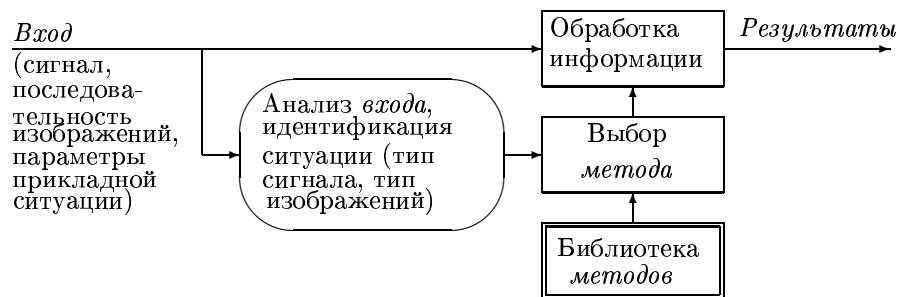 Вход
(сигнал,
последова-
тельность
изображений,
параметры
прикладной
ситуации)
Анализ входа,
идентификация
ситуации (тип
сигнала, тип
изображений)
Обработка
информации
Результаты
Выбор
метода
Библиотека
методов